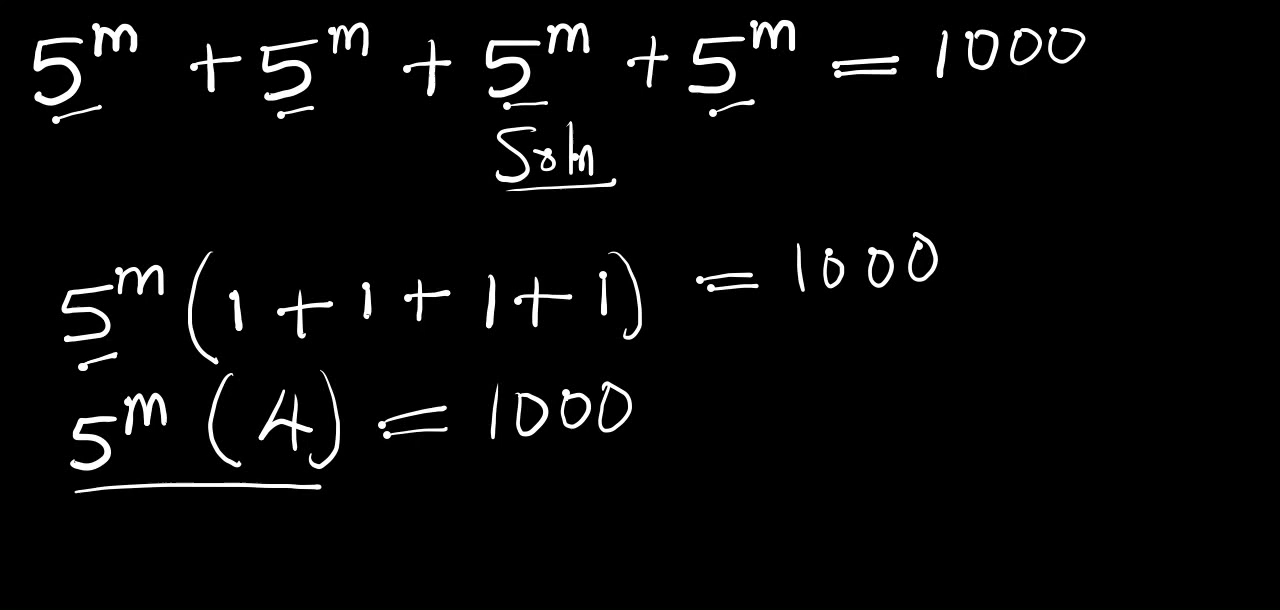 5^m + 5^m + 5^m + 5^m = 1000
Soln
5^m (1 + 1 + 1 + 1) = 1000
5^m (4) = 1000